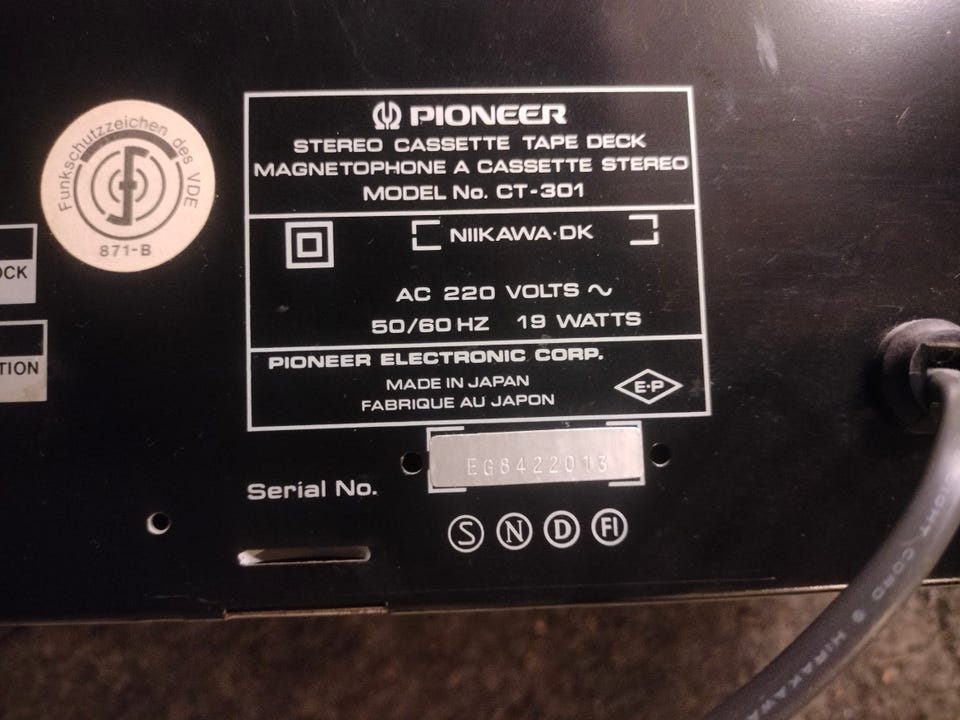 Funkschutzzeichen des VDE
871-B
OCK
TION
PIONEER
STEREO CASSETTE TAPE DECK
MAGNETOPHONE A CASSETTE STEREO
MODEL No. CT-301
NIIKAWA·DK
AC 220 VOLTS ~
50/60 HZ 19 WATTS
PIONEER ELECTRONIC CORP.
MADE IN JAPAN
FABRIQUE AU JAPON
E·P
Serial No.
EG8422013
S N D FI
CORD
HIRAKAWA